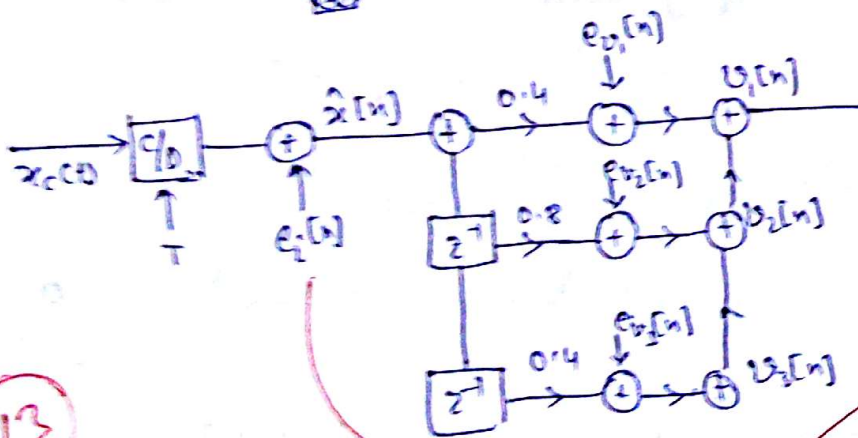 e_{v_1}[n]
x̂[n] 0.4 v_1[n]
C/D
x_c(t)
e_{v_2}[n]
T e_i[n] z^{-1} 0.8 v_2[n]
e_{v_3}[n]
13 z^{-1} 0.4 v_3[n]